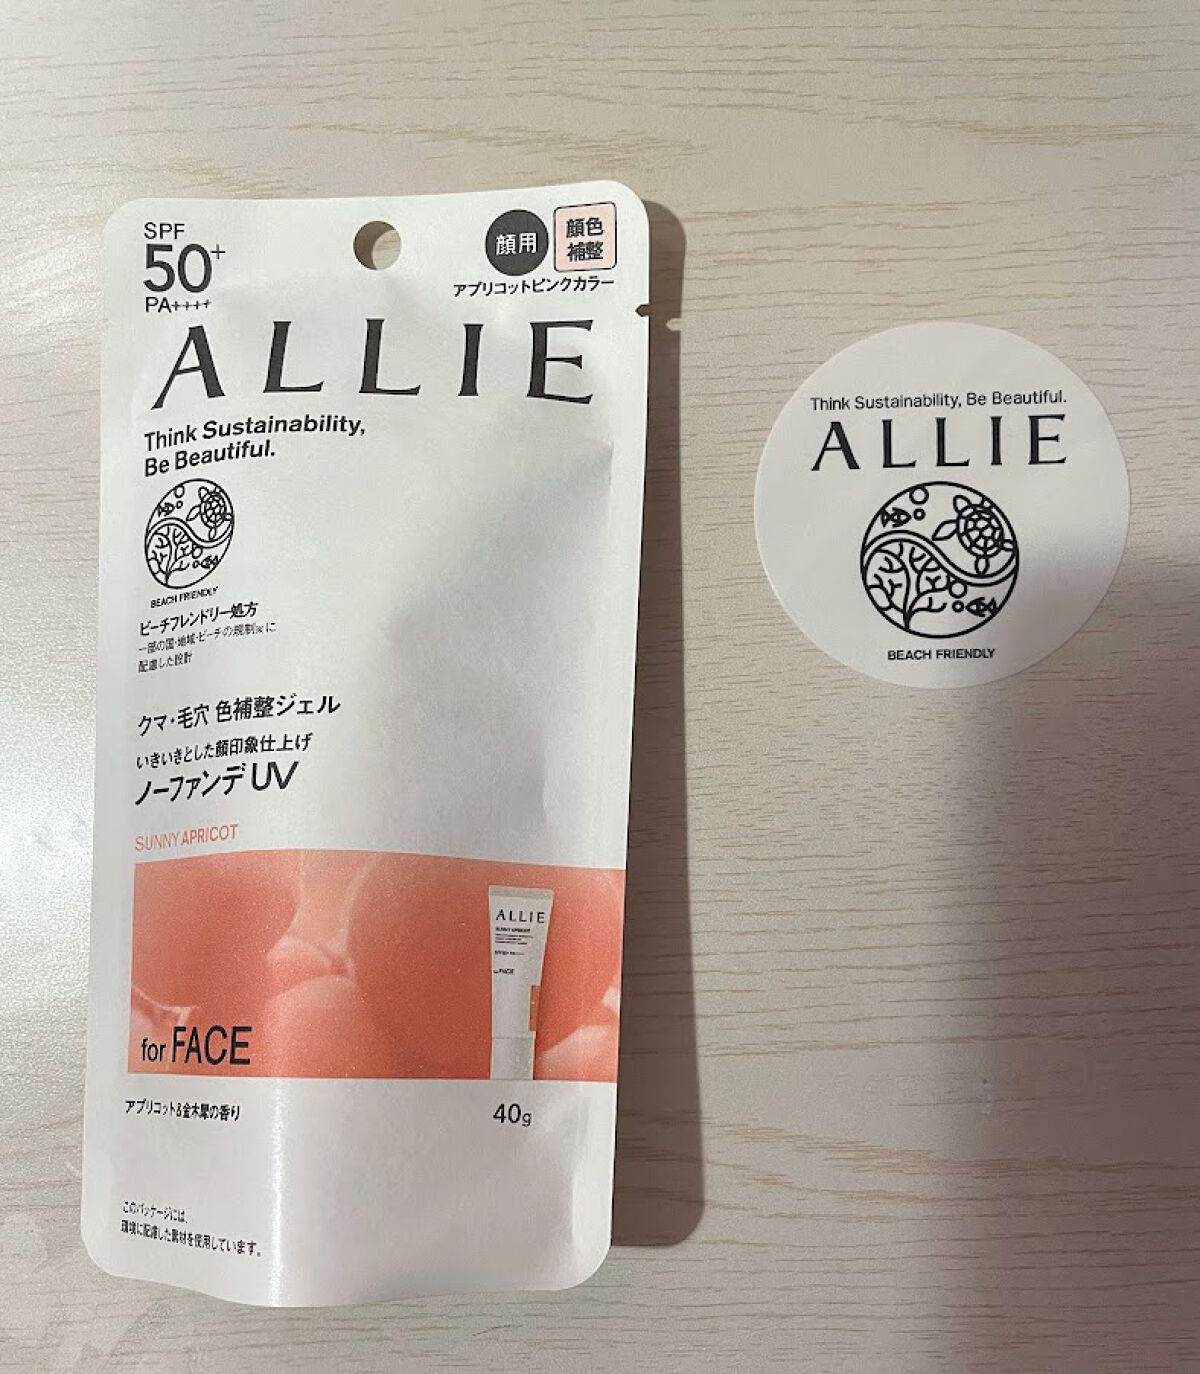 SPF
50+
PA++++
顔用
顔色
補整
アプリコットピンクカラー
ALLIE
Think Sustainability,
Be Beautiful.
BEACH FRIENDLY
ビーチフレンドリー処方
一部の国・地域・ビーチの規制※に
配慮した設計
クマ・毛穴 色補整ジェル
いきいきとした顔印象仕上げ
ノーファンデUV
SUNNY APRICOT
ALLIE
SUNNY APRICOT
for FACE
for FACE
アプリコット&金木犀の香り
40g
このパッケージには、
環境に配慮した素材を使用しています。
Think Sustainability, Be Beautiful.
ALLIE
BEACH FRIENDLY